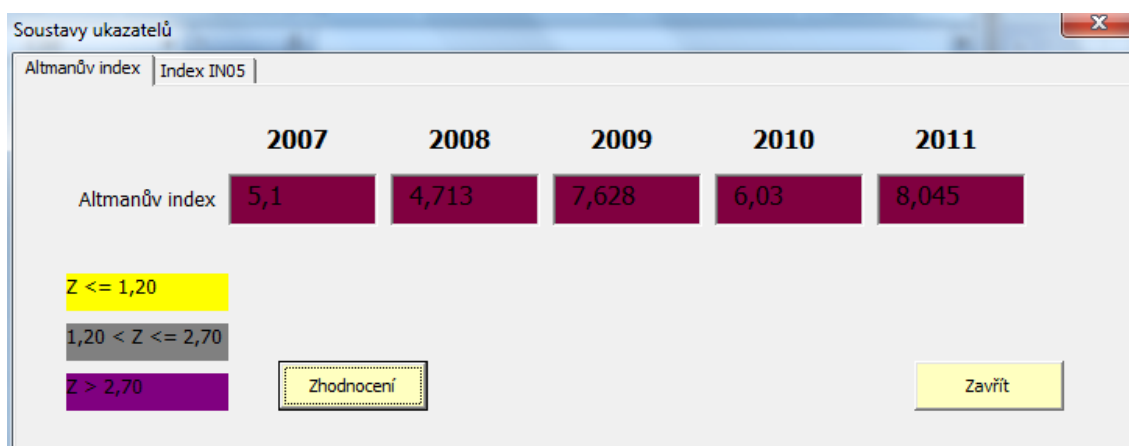 Soustavy ukazatelů
x
Altmanův index Index IN05
2007 2008 2009 2010 2011
Altmanův index 5,1 4,713 7,628 6,03 8,045
Z <= 1,20
1,20 < Z <= 2,70
Z > 2,70
Zhodnocení Zavřít